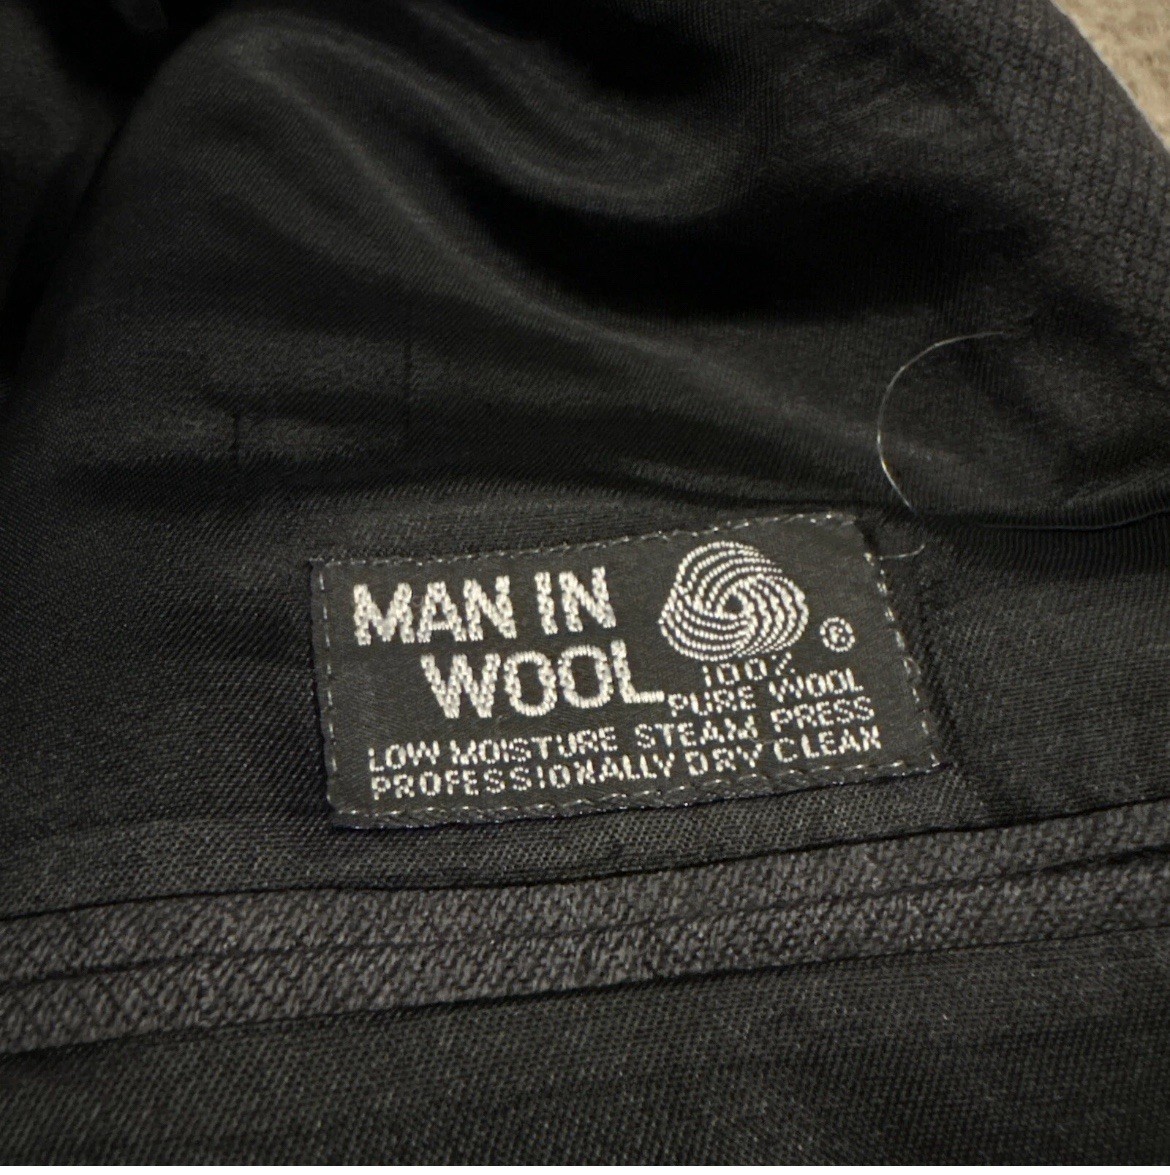 MAN IN
WOOL
®
100%
PURE WOOL
LOW MOISTURE STEAM PRESS
PROFESSIONALLY DRY CLEAN